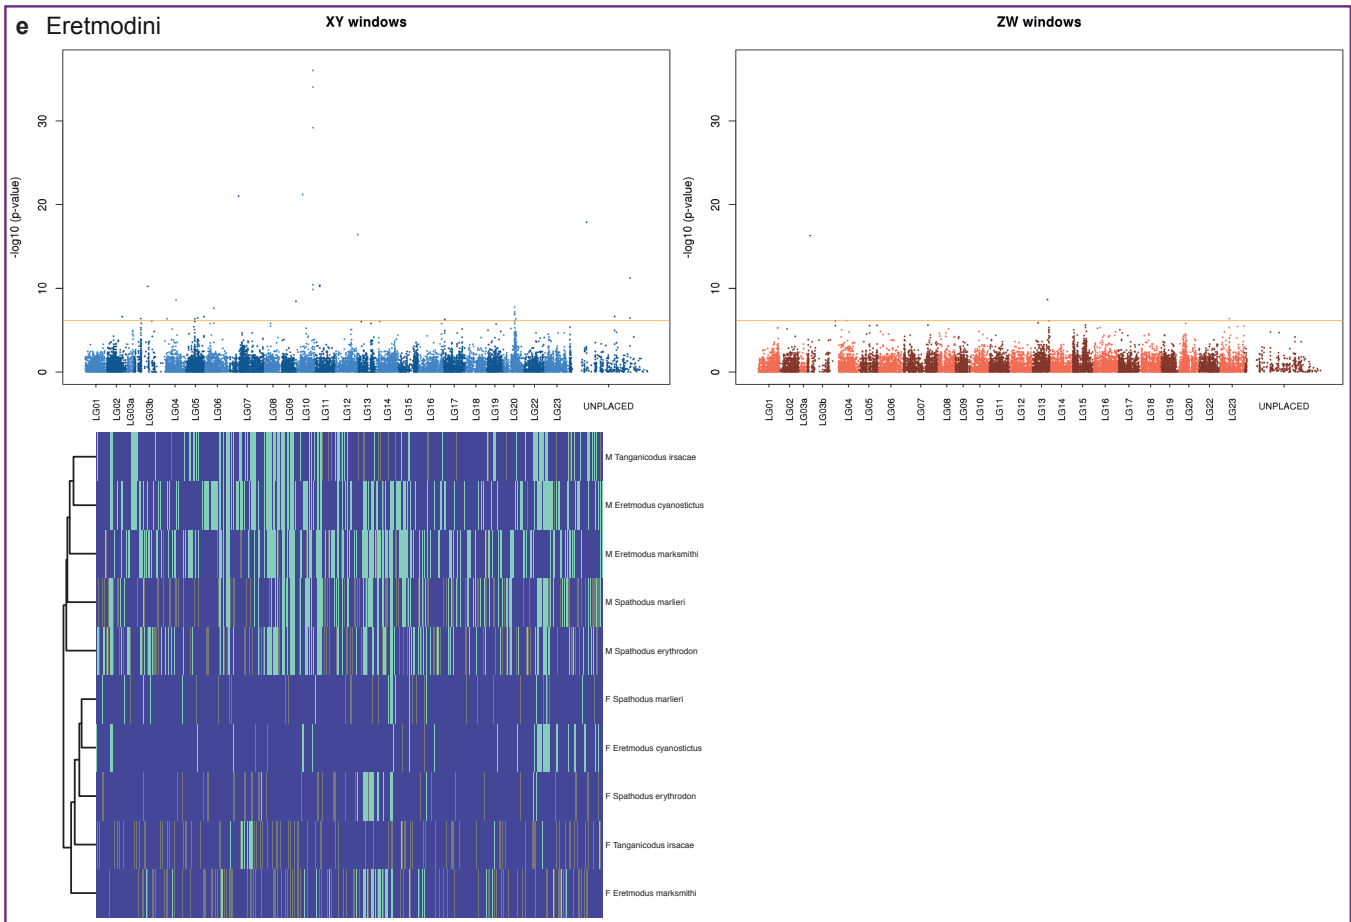 e Eretmodini
XY windows
ZW windows
-log10 (p-value)
0
10
20
30
LG01
LG02
LG03a
LG03b
LG04
LG05
LG06
LG07
LG08
LG09
LG10
LG11
LG12
LG13
LG14
LG15
LG16
LG17
LG18
LG19
LG20
LG22
LG23
UNPLACED
-log10 (p-value)
0
10
20
30
LG01
LG02
LG03a
LG03b
LG04
LG05
LG06
LG07
LG08
LG09
LG10
LG11
LG12
LG13
LG14
LG15
LG16
LG17
LG18
LG19
LG20
LG22
LG23
UNPLACED
M Tanganicodus irsacae
M Eretmodus cyanostictus
M Eretmodus marksmithi
M Spathodus marlieri
M Spathodus erythrodon
F Spathodus marlieri
F Eretmodus cyanostictus
F Spathodus erythrodon
F Tanganicodus irsacae
F Eretmodus marksmithi